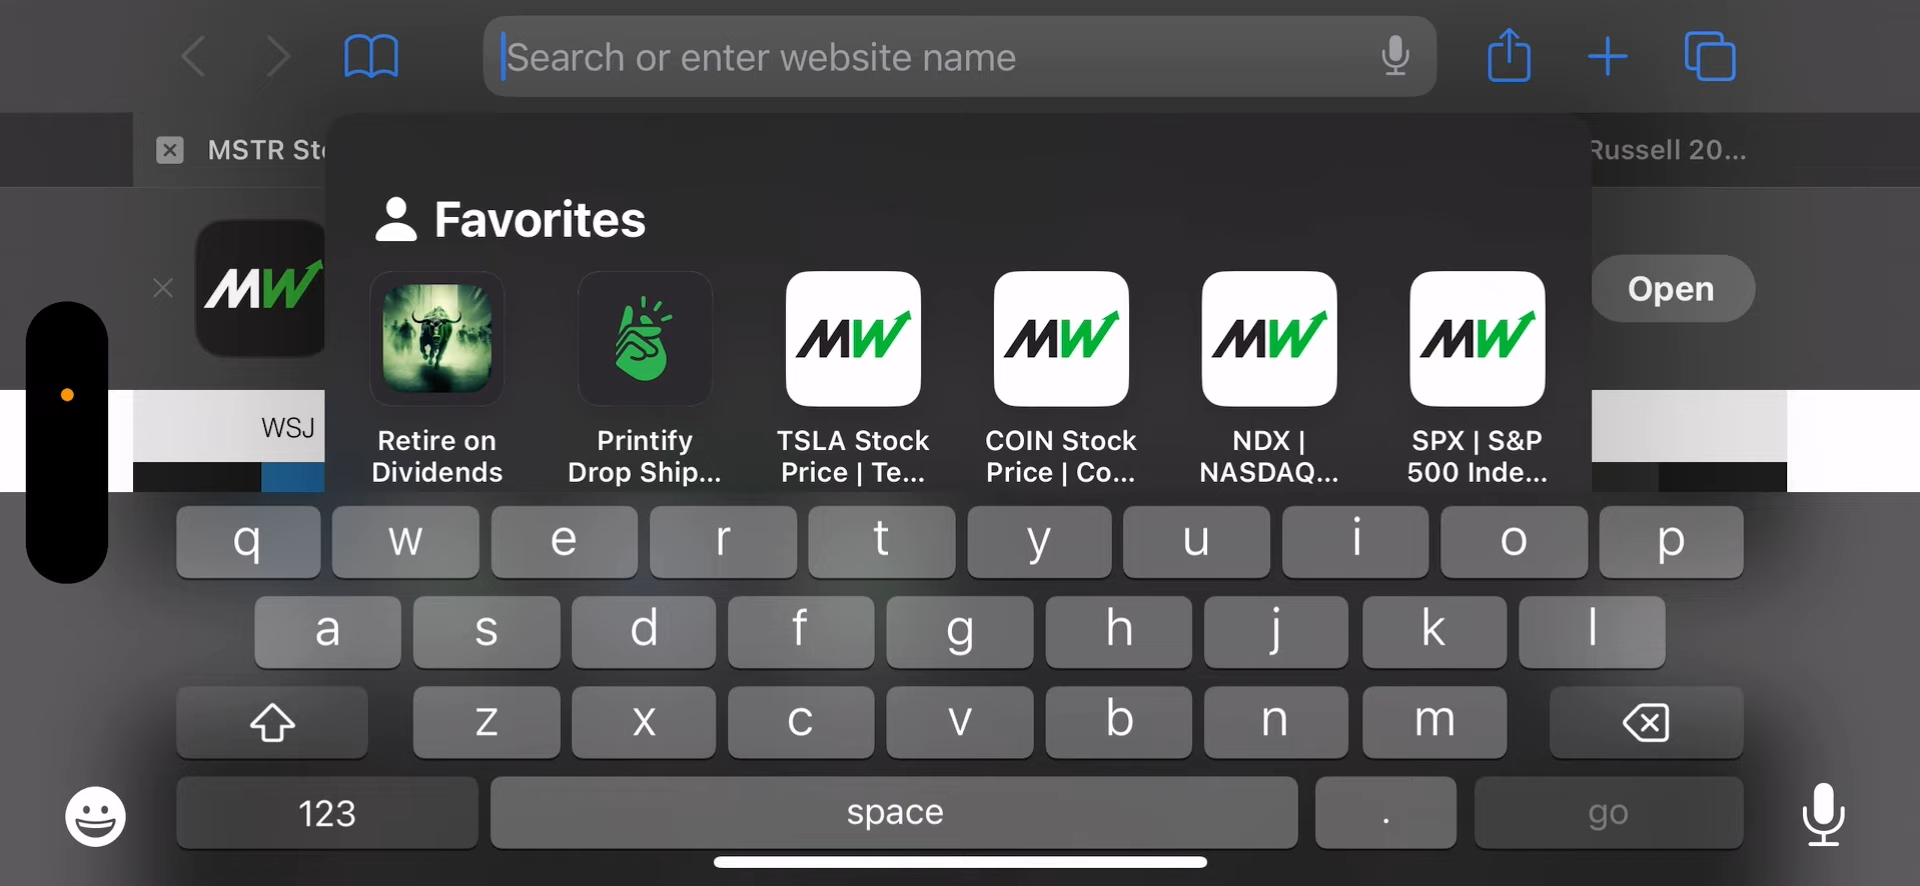 Search or enter website name
MSTR Sto
Russell 20...
Favorites
MW
Open
MW
MW
MW
MW
WSJ
Retire on
Dividends
Printify
Drop Ship...
TSLA Stock
Price | Te...
COIN Stock
Price | Co...
NDX |
NASDAQ...
SPX | S&P
500 Inde...
q w e r t y u i o p
a s d f g h j k l
z x c v b n m
123 space . go